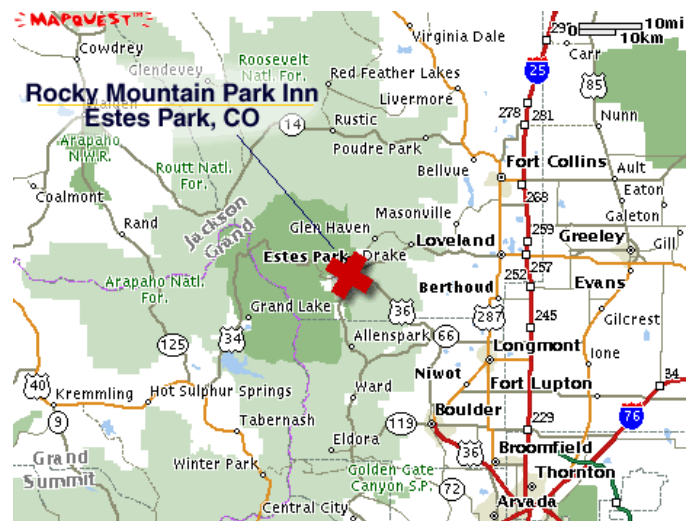 MAPQUEST™
Virginia Dale
295
0 10mi
10km
Carr
Cowdrey
Roosevelt
Natl. For.
Glendevey
Red Feather Lakes
25
85
Rocky Mountain Park Inn
Estes Park, CO
Livermore
278
281
Nunn
14
Rustic
Arapaho
N.W.R.
Poudre Park
Routt Natl.
For.
Bellvue
Fort Collins
Ault
Coalmont
268
Eaton
Masonville
Galeton
Rand
Jackson
Grand
Glen Haven
259
Greeley
Gill
Loveland
Estes Park
Drake
257
252
Evans
Arapaho Natl.
For.
Berthoud
Grand Lake
36
287
Gilcrest
245
34
66
125
Allenspark
Longmont
Ione
Niwot
84
40
Kremmling
Hot Sulphur Springs
Ward
Fort Lupton
9
Boulder
76
Tabernash
119
229
Eldora
36
Broomfield
Grand
Summit
Winter Park
Golden Gate
Canyon S.P.
Thornton
72
Central City
Arvada